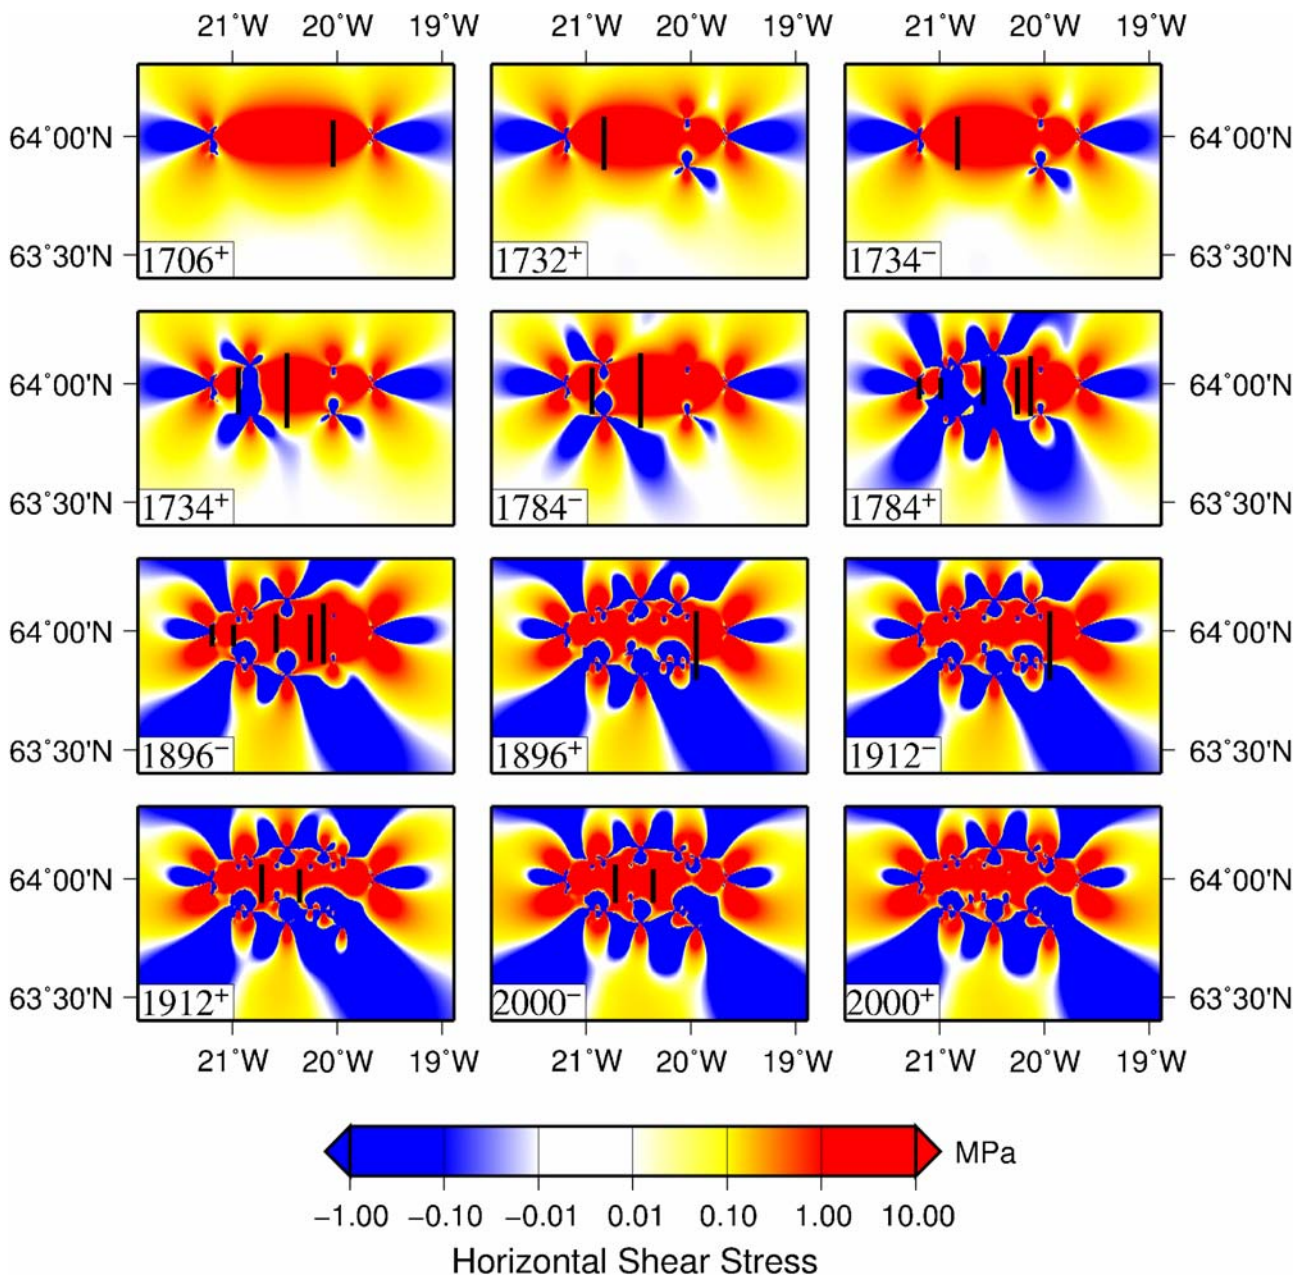 21˚W 20˚W 19˚W 21˚W 20˚W 19˚W 21˚W 20˚W 19˚W
64˚00'N 64˚00'N
63˚30'N 1706+ 1732+ 1734− 63˚30'N
64˚00'N 64˚00'N
63˚30'N 1734+ 1784− 1784+ 63˚30'N
64˚00'N 64˚00'N
63˚30'N 1896− 1896+ 1912− 63˚30'N
64˚00'N 64˚00'N
63˚30'N 1912+ 2000− 2000+ 63˚30'N
21˚W 20˚W 19˚W 21˚W 20˚W 19˚W 21˚W 20˚W 19˚W
MPa
−1.00 −0.10 −0.01 0.01 0.10 1.00 10.00
Horizontal Shear Stress